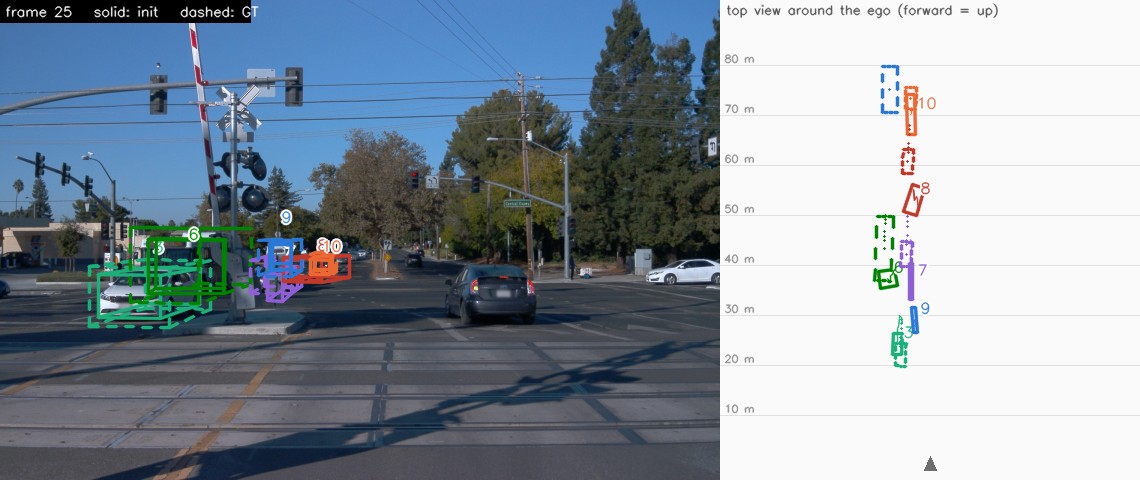 frame 25 solid: init dashed: GT
top view around the ego (forward = up)
80 m
70 m
60 m
50 m
40 m
30 m
20 m
10 m
10
8
7
6
9
3
6
9
10